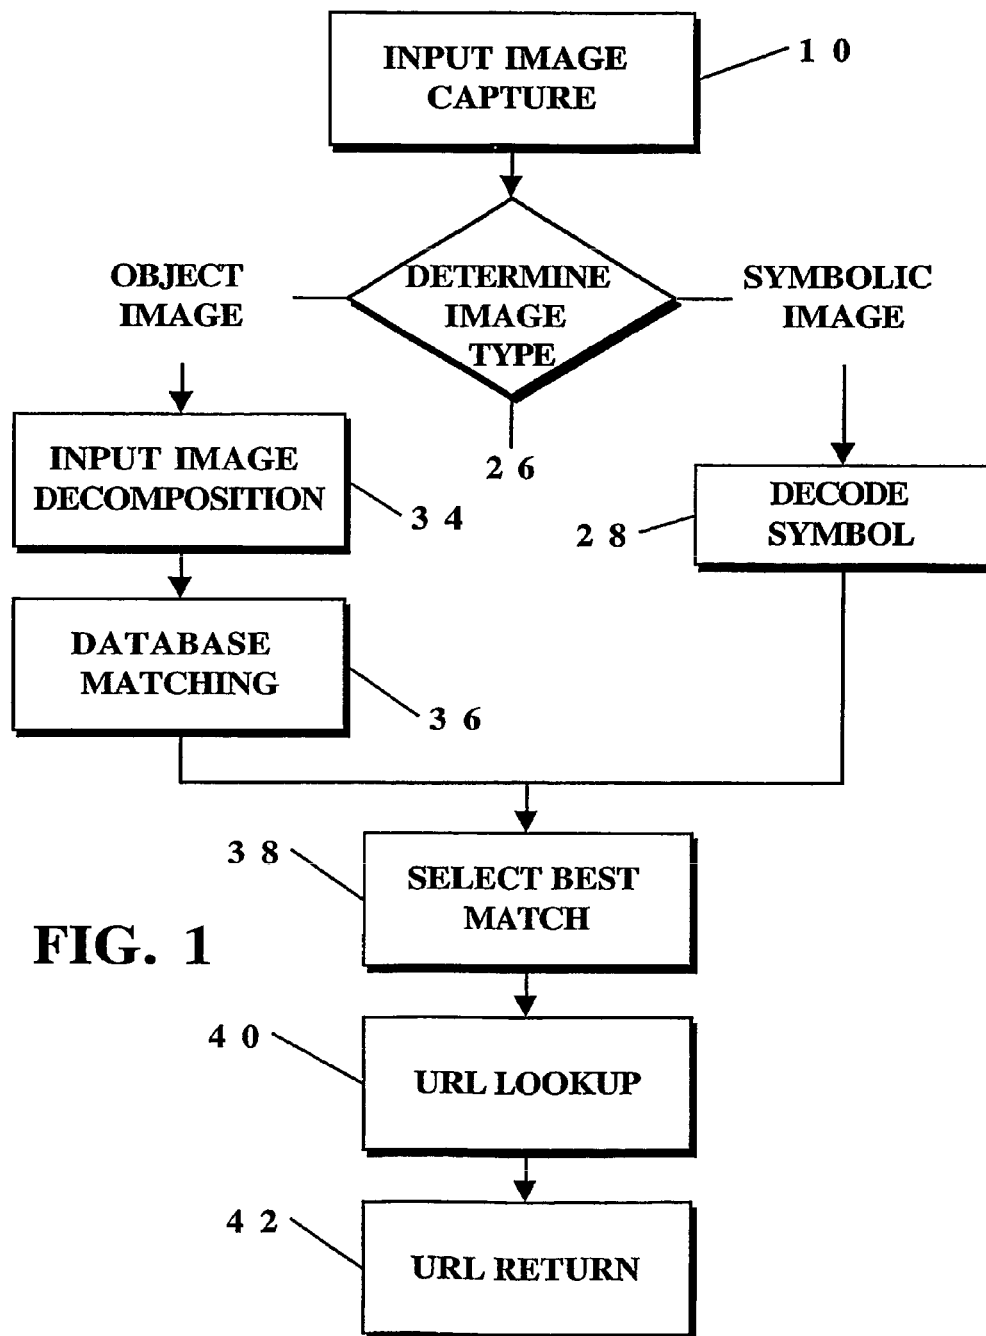 INPUT IMAGE
CAPTURE
1 0
OBJECT
IMAGE
DETERMINE
IMAGE
TYPE
SYMBOLIC
IMAGE
2 6
INPUT IMAGE
DECOMPOSITION
3 4
2 8
DECODE
SYMBOL
DATABASE
MATCHING
3 6
3 8
SELECT BEST
MATCH
FIG. 1
4 0
URL LOOKUP
4 2
URL RETURN